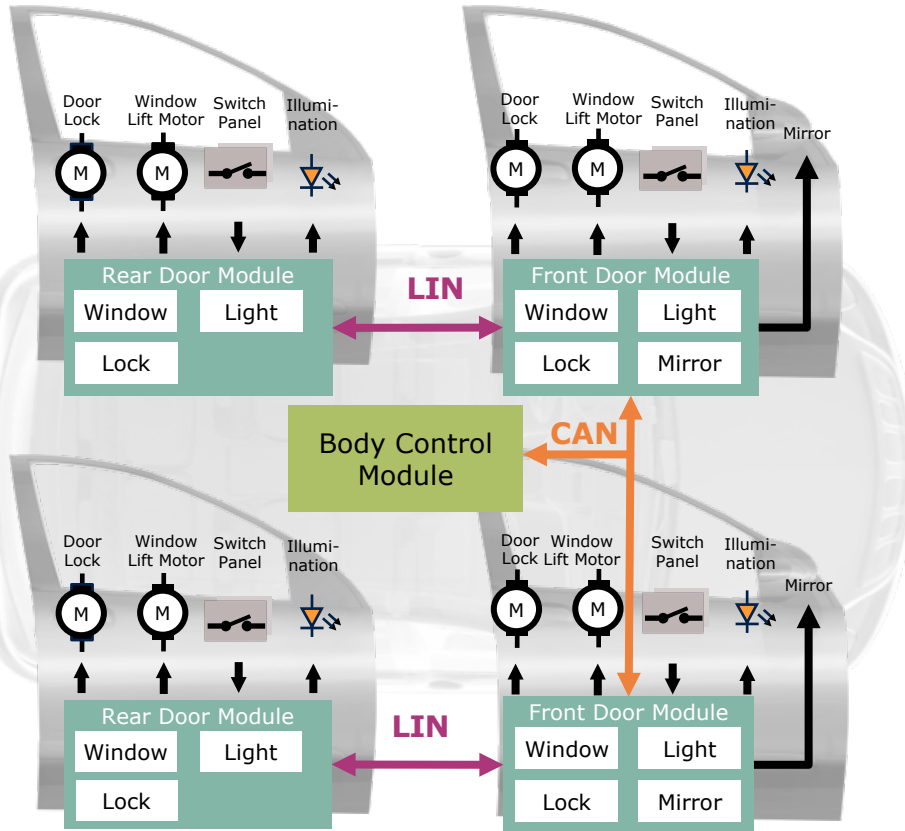 Door
Lock
Window
Lift Motor
Switch
Panel
Illumi-
nation
M
M
Rear Door Module
Window
Light
Lock
LIN
Door
Lock
Window
Lift Motor
Switch
Panel
Illumi-
nation
Mirror
M
M
Front Door Module
Window
Light
Lock
Mirror
Body Control
Module
CAN
Door
Lock
Window
Lift Motor
Switch
Panel
Illumi-
nation
M
M
Rear Door Module
Window
Light
Lock
LIN
Door
Lock
Window
Lift Motor
Switch
Panel
Illumi-
nation
Mirror
M
M
Front Door Module
Window
Light
Lock
Mirror